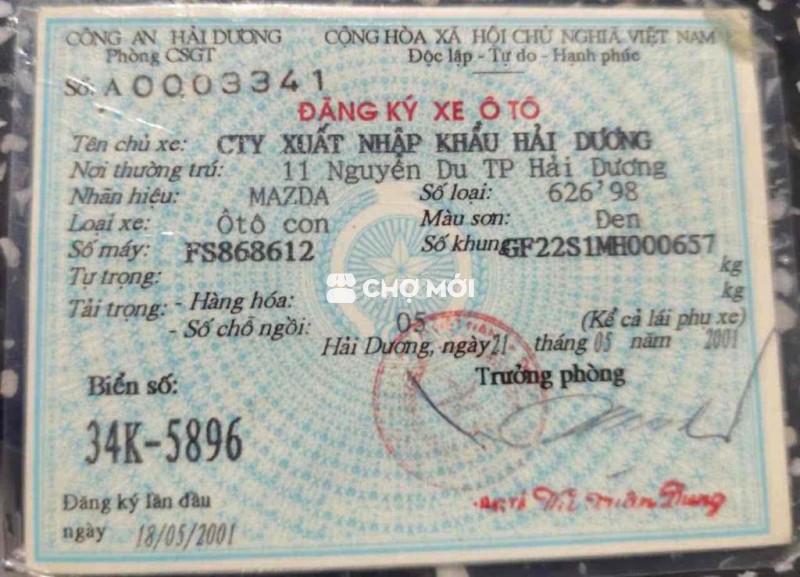 CÔNG AN HẢI DƯƠNG
Phòng CSGT
CỘNG HÒA XÃ HỘI CHỦ NGHĨA VIỆT NAM
Độc lập - Tự do - Hạnh phúc
Số: A 0003341
ĐĂNG KÝ XE Ô TÔ
Tên chủ xe: CTY XUẤT NHẬP KHẨU HẢI DƯƠNG
Nơi thường trú: 11 Nguyễn Du TP Hải Dương
Nhãn hiệu: MAZDA Số loại: 626'98
Loại xe: Ôtô con Màu sơn: Đen
Số máy: FS868612 Số khung GF22S1MH000657
Tự trọng: kg
Tải trọng: - Hàng hóa: kg
CHỢ MỚI
- Số chỗ ngồi: 05 (Kể cả lái phụ xe)
Hải Dương, ngày 21 tháng 05 năm 2001
Trưởng phòng
Biển số:
34K-5896
Đăng ký lần đầu
ngày 18/05/2001